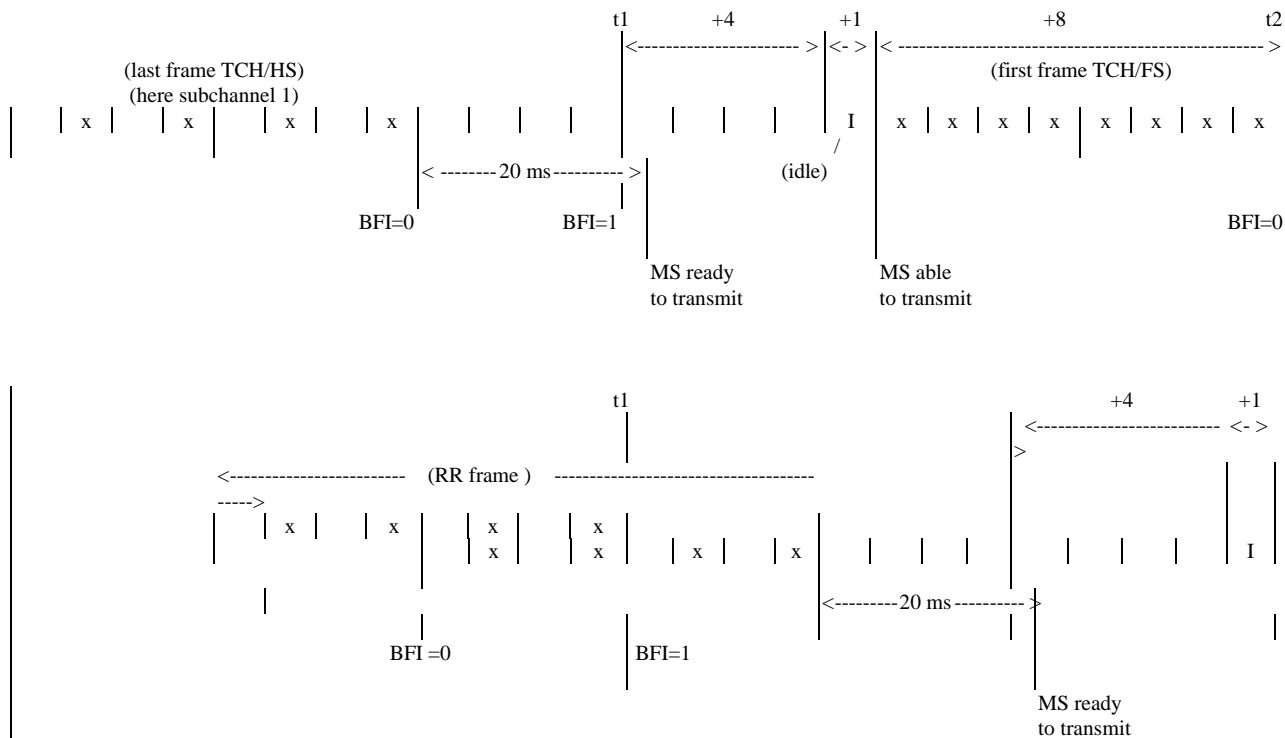 t1 +4 +1 +8 t2
<----------------------- > <- > < ---------------------------------------- >
(last frame TCH/HS) (first frame TCH/FS)
(here subchannel 1)
x x x x I x x x x x x x x
/
< --------20 ms---------- > (idle)
BFI=0 BFI=1 BFI=0
MS ready MS able
to transmit to transmit
t1 +4 +1
<----------------------- <- >
>
<---------------------- (RR frame ) -------------------------------
----->
x x x x
x x x x I
<---------20 ms----------- >
BFI =0 BFI=1
MS ready
to transmit